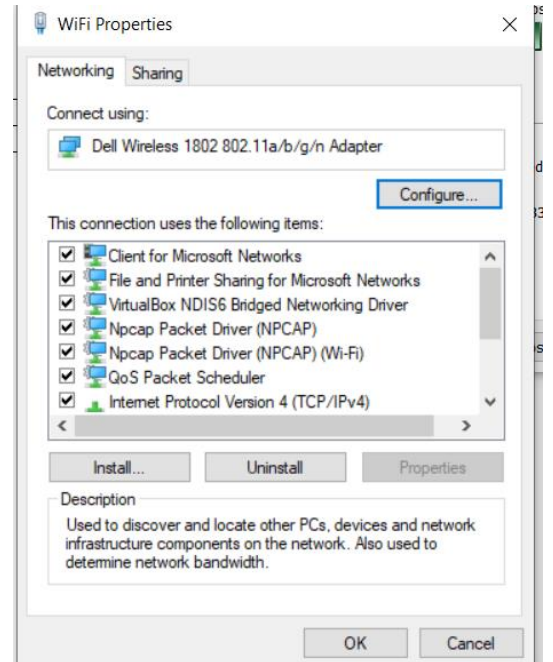 WiFi Properties
Networking
Sharing
Connect using:
Dell Wireless 1802 802.11a/b/g/n Adapter
Configure...
This connection uses the following items:
Client for Microsoft Networks
File and Printer Sharing for Microsoft Networks
VirtualBox NDIS6 Bridged Networking Driver
Npcap Packet Driver (NPCAP)
Npcap Packet Driver (NPCAP) (Wi-Fi)
QoS Packet Scheduler
Internet Protocol Version 4 (TCP/IPv4)
Install...
Uninstall
Properties
Description
Used to discover and locate other PCs, devices and network
infrastructure components on the network. Also used to
determine network bandwidth.
OK
Cancel